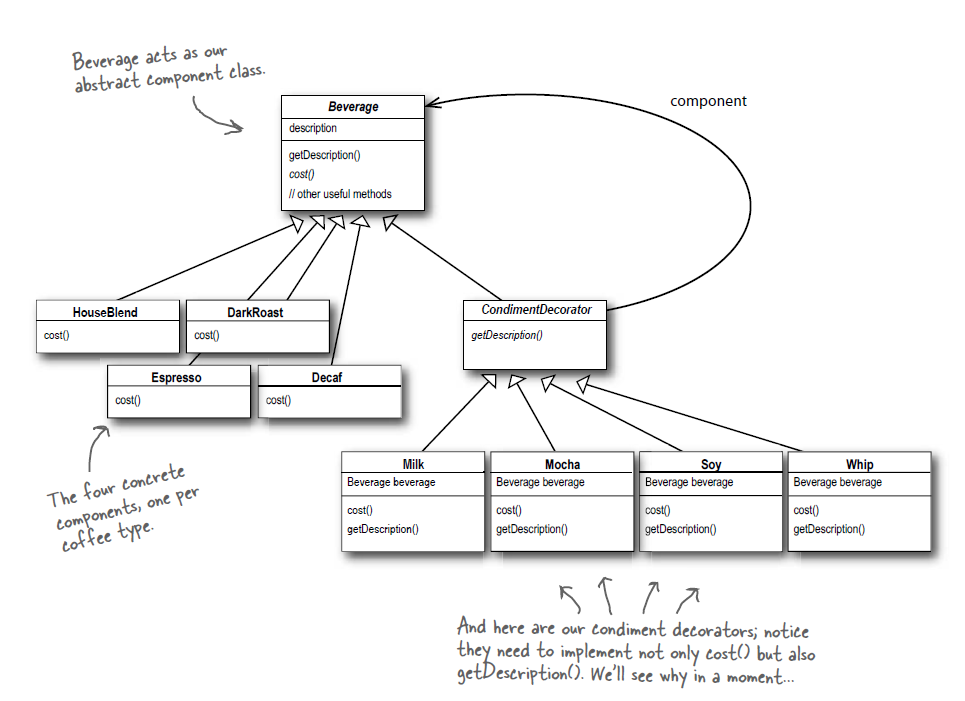 Beverage acts as our
abstract component class.
component
Beverage
description
getDescription()
cost()
// other useful methods
HouseBlend
cost()
DarkRoast
cost()
CondimentDecorator
getDescription()
Espresso
cost()
Decaf
cost()
The four concrete
components, one per
coffee type.
Milk
Beverage beverage
cost()
getDescription()
Mocha
Beverage beverage
cost()
getDescription()
Soy
Beverage beverage
cost()
getDescription()
Whip
Beverage beverage
cost()
getDescription()
And here are our condiment decorators; notice
they need to implement not only cost() but also
getDescription(). We'll see why in a moment...